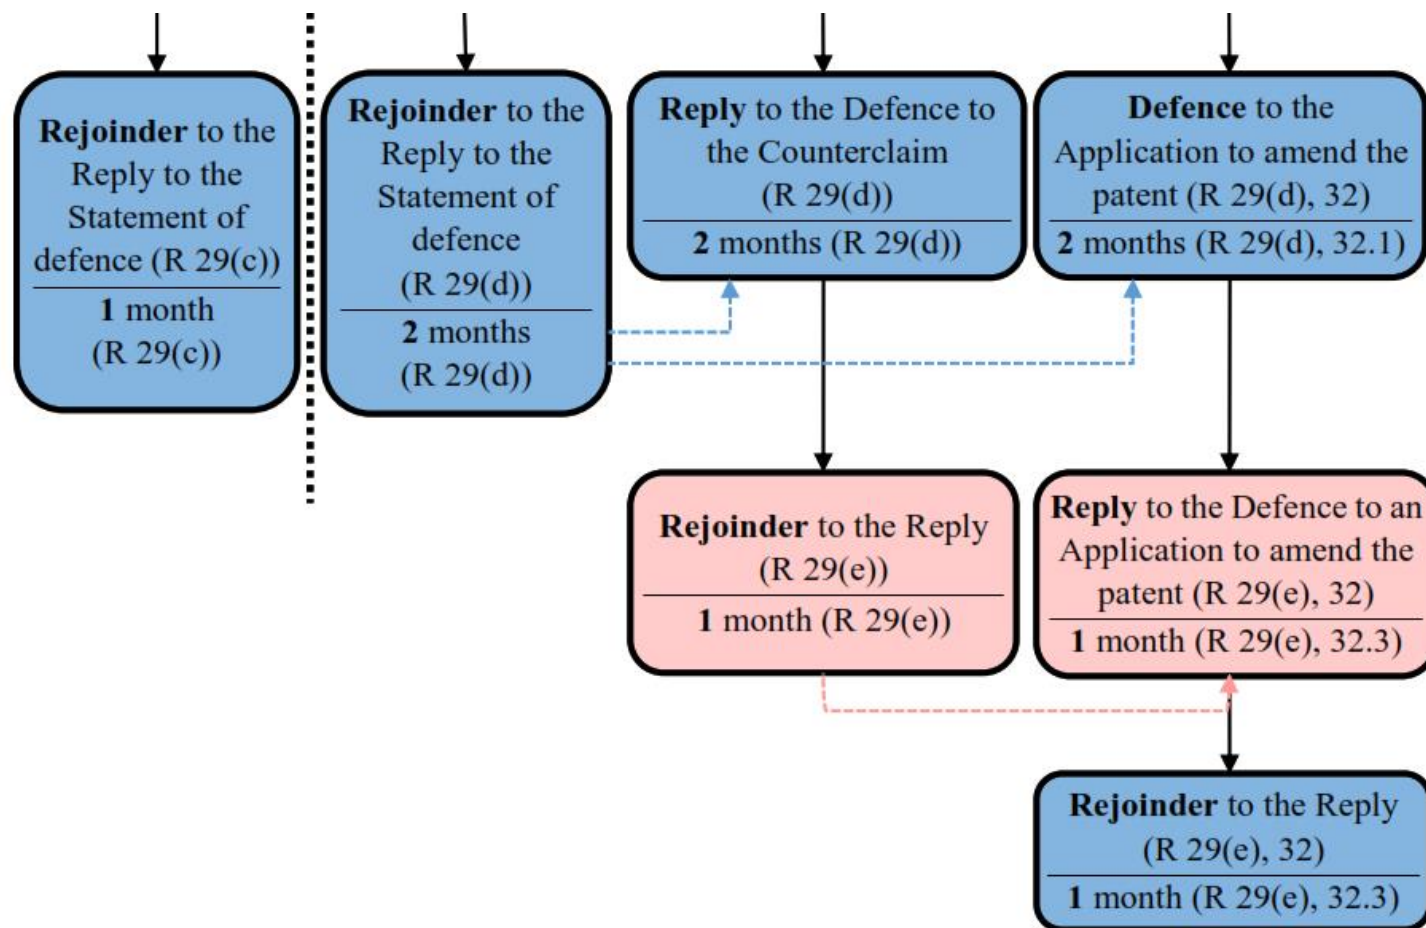 Rejoinder to the
Reply to the
Statement of
defence (R 29(c))
1 month
(R 29(c))
Rejoinder to the
Reply to the
Statement of
defence
(R 29(d))
2 months
(R 29(d))
Reply to the Defence to
the Counterclaim
(R 29(d))
2 months (R 29(d))
Defence to the
Application to amend the
patent (R 29(d), 32)
2 months (R 29(d), 32.1)
Rejoinder to the Reply
(R 29(e))
1 month (R 29(e))
Reply to the Defence to an
Application to amend the
patent (R 29(e), 32)
1 month (R 29(e), 32.3)
Rejoinder to the Reply
(R 29(e), 32)
1 month (R 29(e), 32.3)